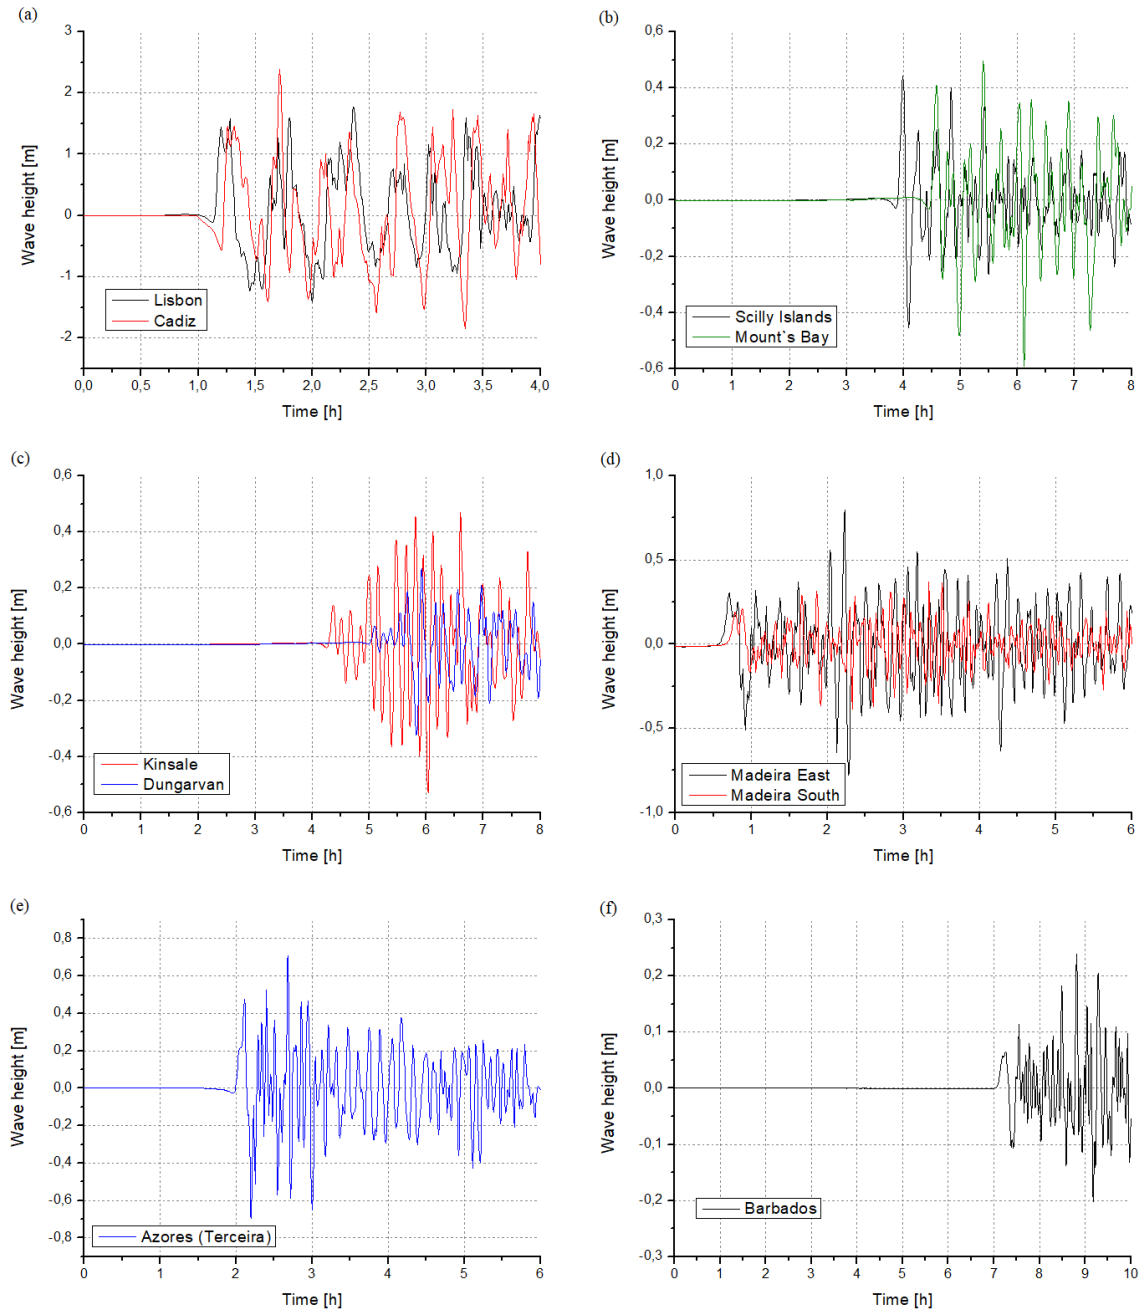 (a)
3
2
1
0
-1
-2
Wave height [m]
Lisbon
Cadiz
0,0 0,5 1,0 1,5 2,0 2,5 3,0 3,5 4,0
Time [h]
(b)
0,6
0,4
0,2
0,0
-0,2
-0,4
-0,6
Wave height [m]
Scilly Islands
Mount`s Bay
0 1 2 3 4 5 6 7 8
Time [h]
(c)
0,6
0,4
0,2
0,0
-0,2
-0,4
-0,6
Wave height [m]
Kinsale
Dungarvan
0 1 2 3 4 5 6 7 8
Time [h]
(d)
1,0
0,5
0,0
-0,5
-1,0
Wave height [m]
Madeira East
Madeira South
0 1 2 3 4 5 6
Time [h]
(e)
0,8
0,6
0,4
0,2
0,0
-0,2
-0,4
-0,6
-0,8
Wave height [m]
Azores (Terceira)
0 1 2 3 4 5 6
Time [h]
(f)
0,3
0,2
0,1
0,0
-0,1
-0,2
-0,3
Wave height [m]
Barbados
0 1 2 3 4 5 6 7 8 9 10
Time [h]